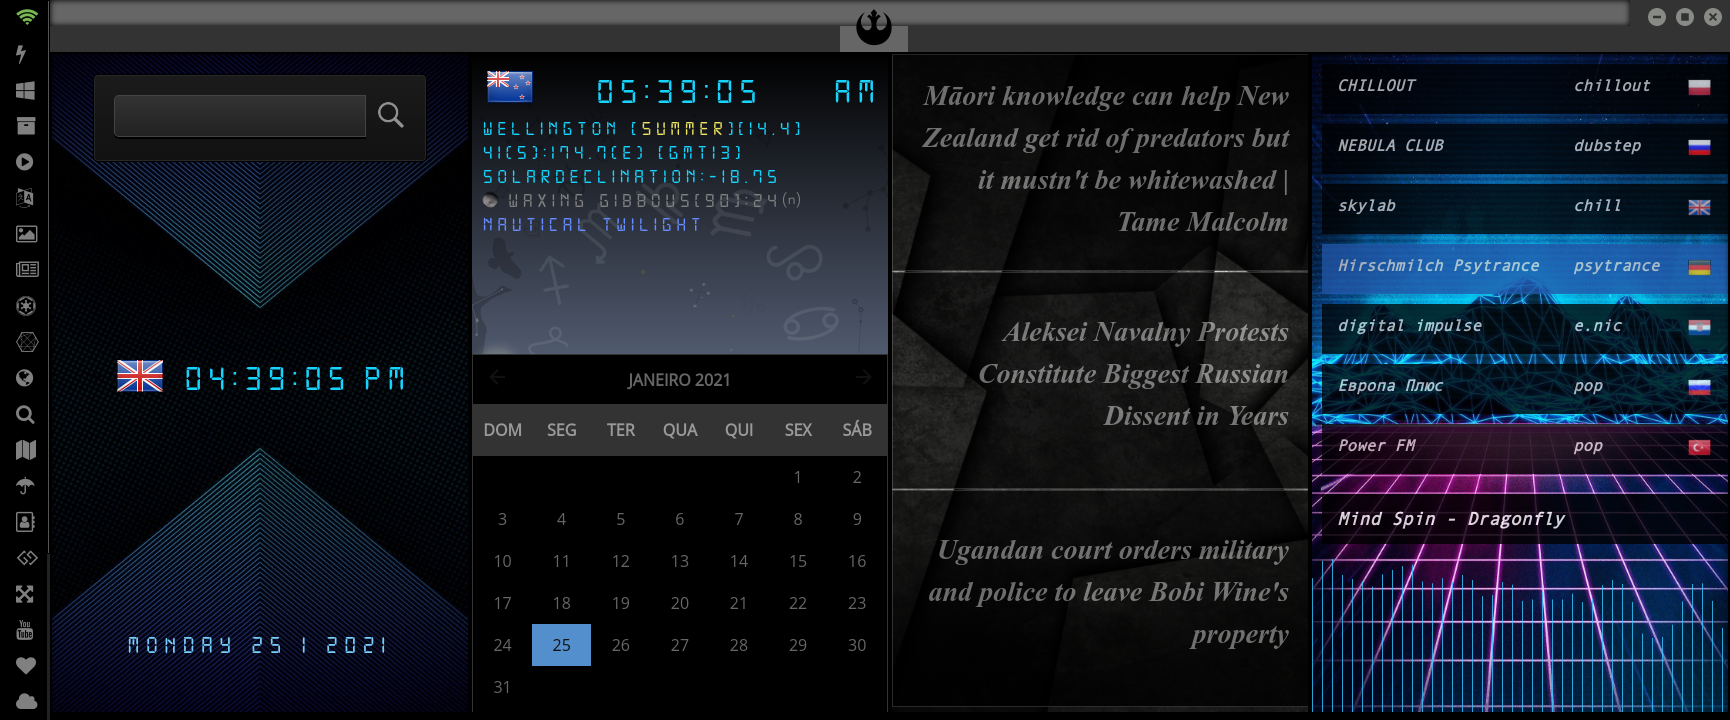 04:39:05 PM
MONDAY 25 1 2021
05:39:05 AM
WELLINGTON [SUMMER][14.4]
41(S):174.7(E) [GMT13]
SOLARDECLINATION:-18.75
WAXING GIBBOUS[90]:24(n)
NAUTICAL TWILIGHT
JANEIRO 2021
DOM SEG TER QUA QUI SEX SÁB
1 2
3 4 5 6 7 8 9
10 11 12 13 14 15 16
17 18 19 20 21 22 23
24 25 26 27 28 29 30
31
Māori knowledge can help New
Zealand get rid of predators but
it mustn't be whitewashed |
Tame Malcolm
Aleksei Navalny Protests
Constitute Biggest Russian
Dissent in Years
Ugandan court orders military
and police to leave Bobi Wine's
property
CHILLOUT chillout
NEBULA CLUB dubstep
skylab chill
Hirschmilch Psytrance psytrance
digital impulse e.nic
Европа Плюс pop
Power FM pop
Mind Spin - Dragonfly
You
Tube